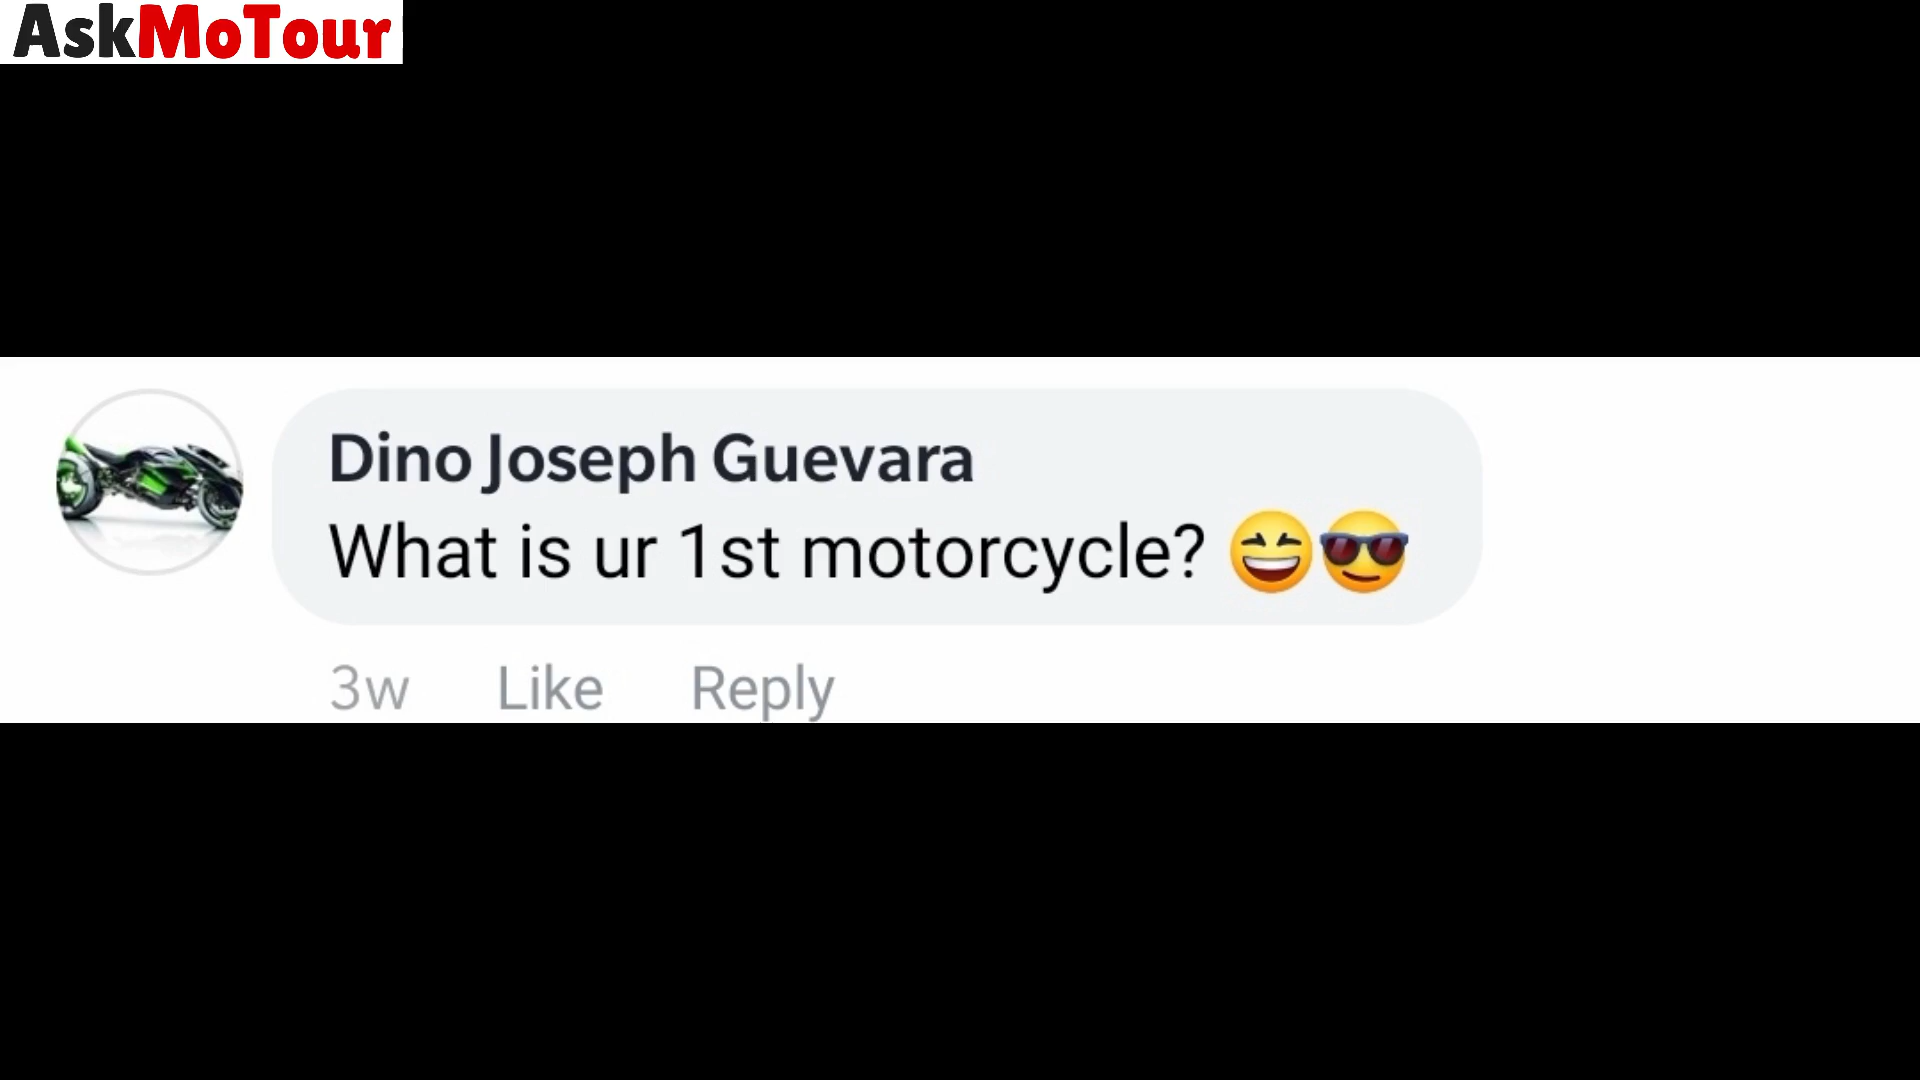 AskMoTour
Dino Joseph Guevara
What is ur 1st motorcycle? 😆😎
3w Like Reply